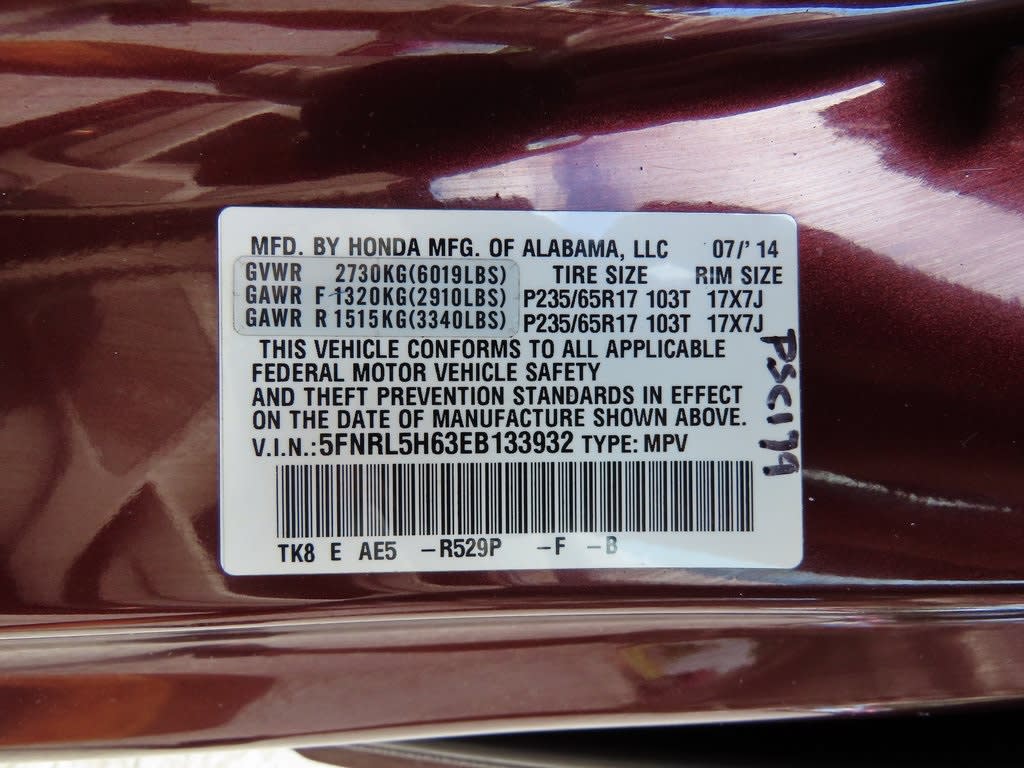 MFD. BY HONDA MFG. OF ALABAMA, LLC 07/' 14
GVWR 2730KG(6019LBS) TIRE SIZE RIM SIZE
GAWR F 1320KG(2910LBS) P235/65R17 103T 17X7J
GAWR R 1515KG(3340LBS) P235/65R17 103T 17X7J
THIS VEHICLE CONFORMS TO ALL APPLICABLE
FEDERAL MOTOR VEHICLE SAFETY
AND THEFT PREVENTION STANDARDS IN EFFECT
ON THE DATE OF MANUFACTURE SHOWN ABOVE.
V.I.N.: 5FNRL5H63EB133932 TYPE: MPV
TK8 E AE5 -R529P -F -B
PSC179